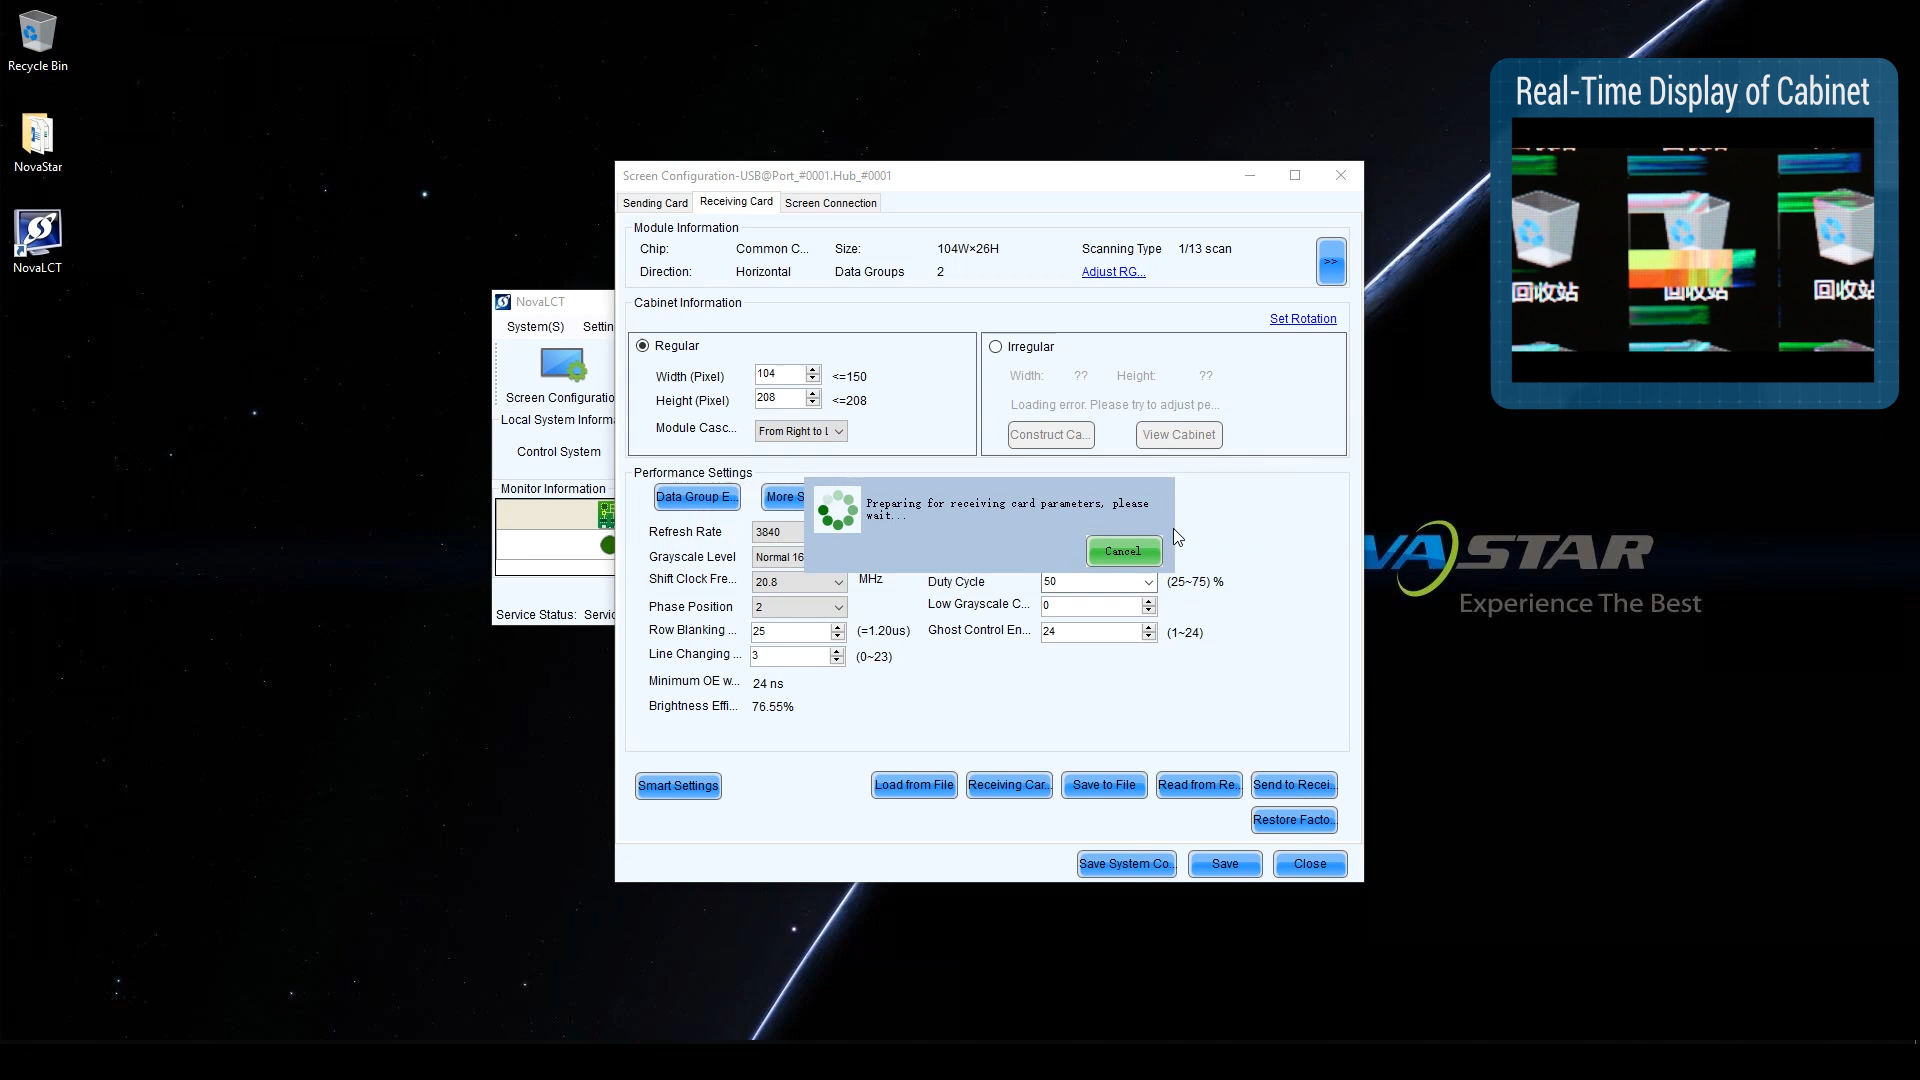 Recycle Bin
NovaStar
NovaLCT
Real-Time Display of Cabinet
回收站 回收站
NovaLCT
System(S) Settin
Screen Configuratio
Local System Inform
Control System
Monitor Information
Service Status: Servi
Screen Configuration-USB@Port_#0001.Hub_#0001
Sending Card Receiving Card Screen Connection
Module Information
Chip: Common C... Size: 104W×26H Scanning Type 1/13 scan
Direction: Horizontal Data Groups 2 Adjust RG...
>>
Cabinet Information
Set Rotation
Regular
Width (Pixel) 104 <=150
Height (Pixel) 208 <=208
Module Casc... From Right to L
Irregular
Width: ?? Height: ??
Loading error. Please try to adjust pe...
Construct Ca... View Cabinet
Performance Settings
Data Group E... More S
Preparing for receiving card parameters, please
wait...
Cancel
Refresh Rate 3840
Grayscale Level Normal 16
Shift Clock Fre... 20.8 MHz Duty Cycle 50 (25~75) %
Phase Position 2 Low Grayscale C... 0
Row Blanking ... 25 (=1.20us) Ghost Control En... 24 (1~24)
Line Changing ... 3 (0~23)
Minimum OE w... 24 ns
Brightness Effi... 76.55%
Smart Settings Load from File Receiving Car... Save to File Read from Re... Send to Recei...
Restore Facto...
Save System Co... Save Close
VASTAR
Experience The Best